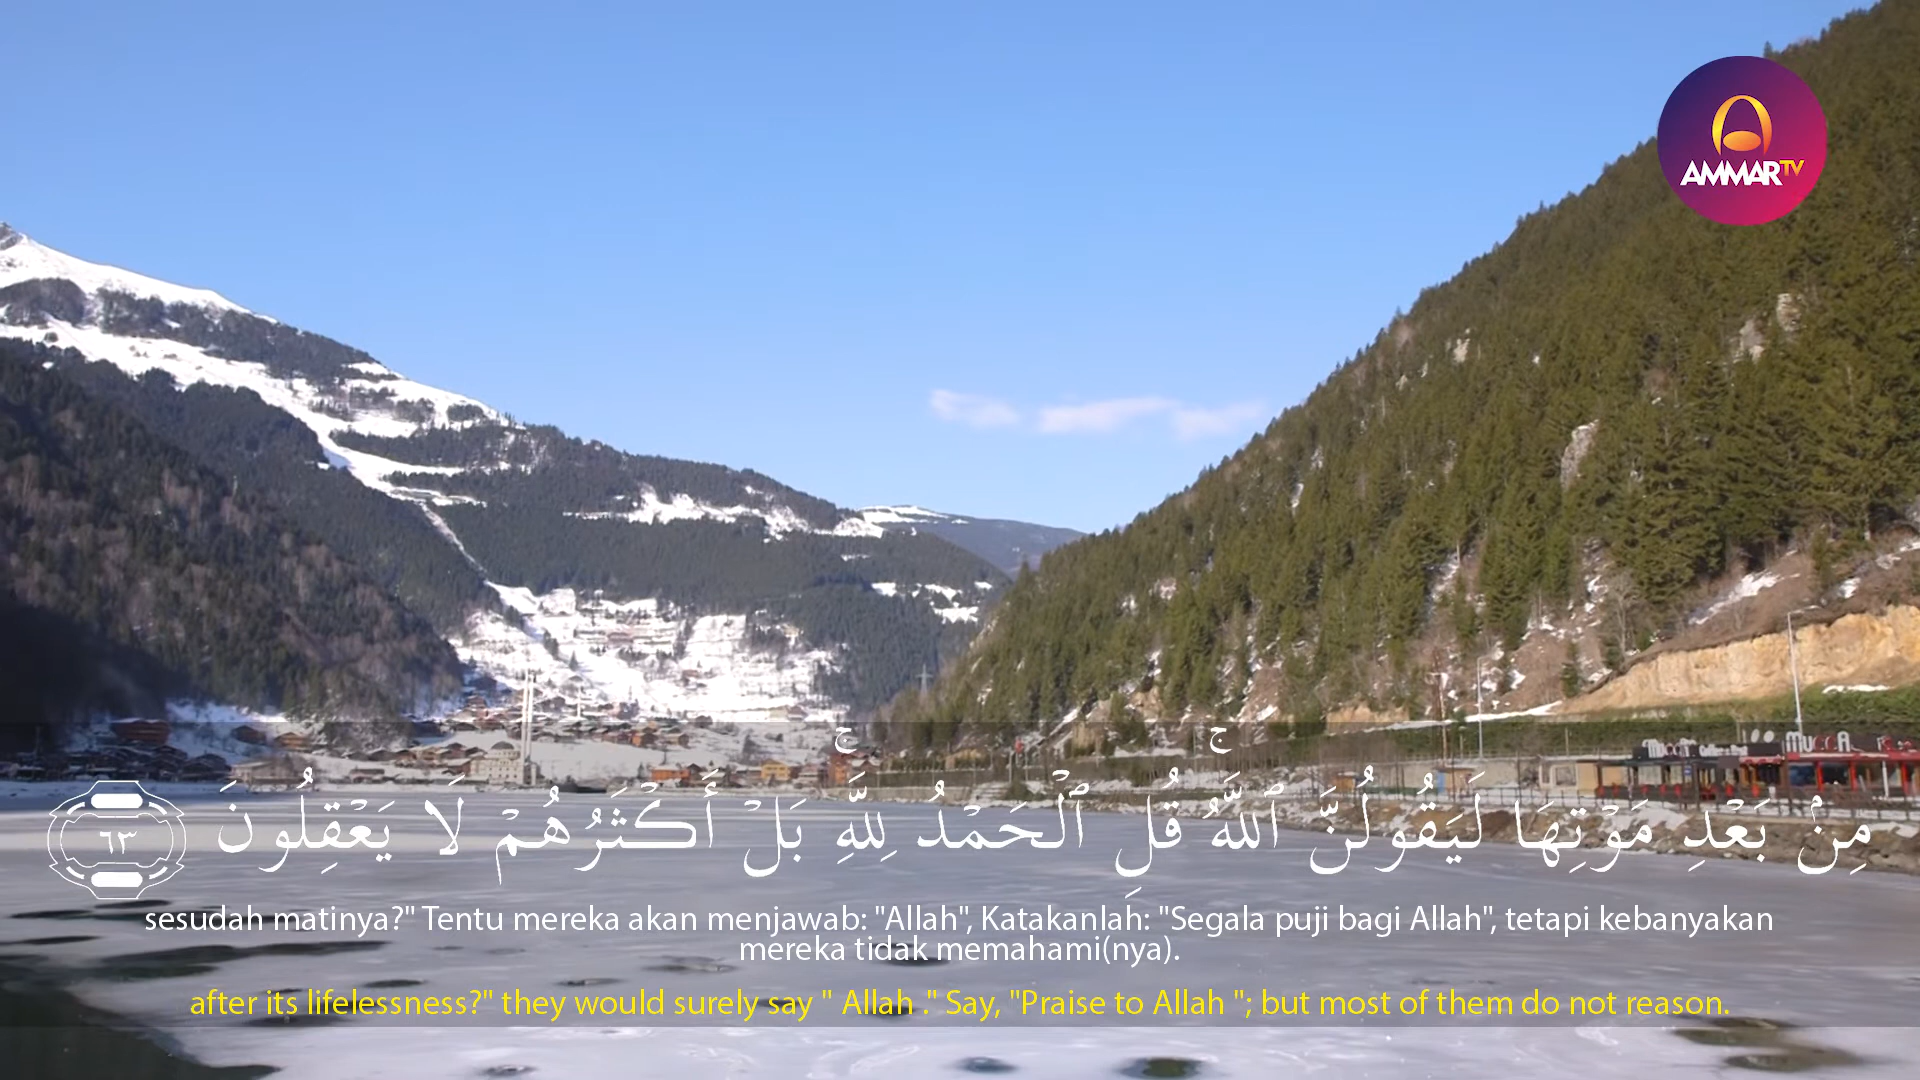 AMMARTV
MUCCA
مِنۢ بَعْدِ مَوْتِهَا لَيَقُولُنَّ ٱللَّهُ ۚ قُلِ ٱلْحَمْدُ لِلَّهِ ۚ بَلْ أَكْثَرُهُمْ لَا يَعْقِلُونَ ٦٣
sesudah matinya?" Tentu mereka akan menjawab: "Allah", Katakanlah: "Segala puji bagi Allah", tetapi kebanyakan
mereka tidak memahami(nya).
after its lifelessness?" they would surely say " Allah ." Say, "Praise to Allah "; but most of them do not reason.